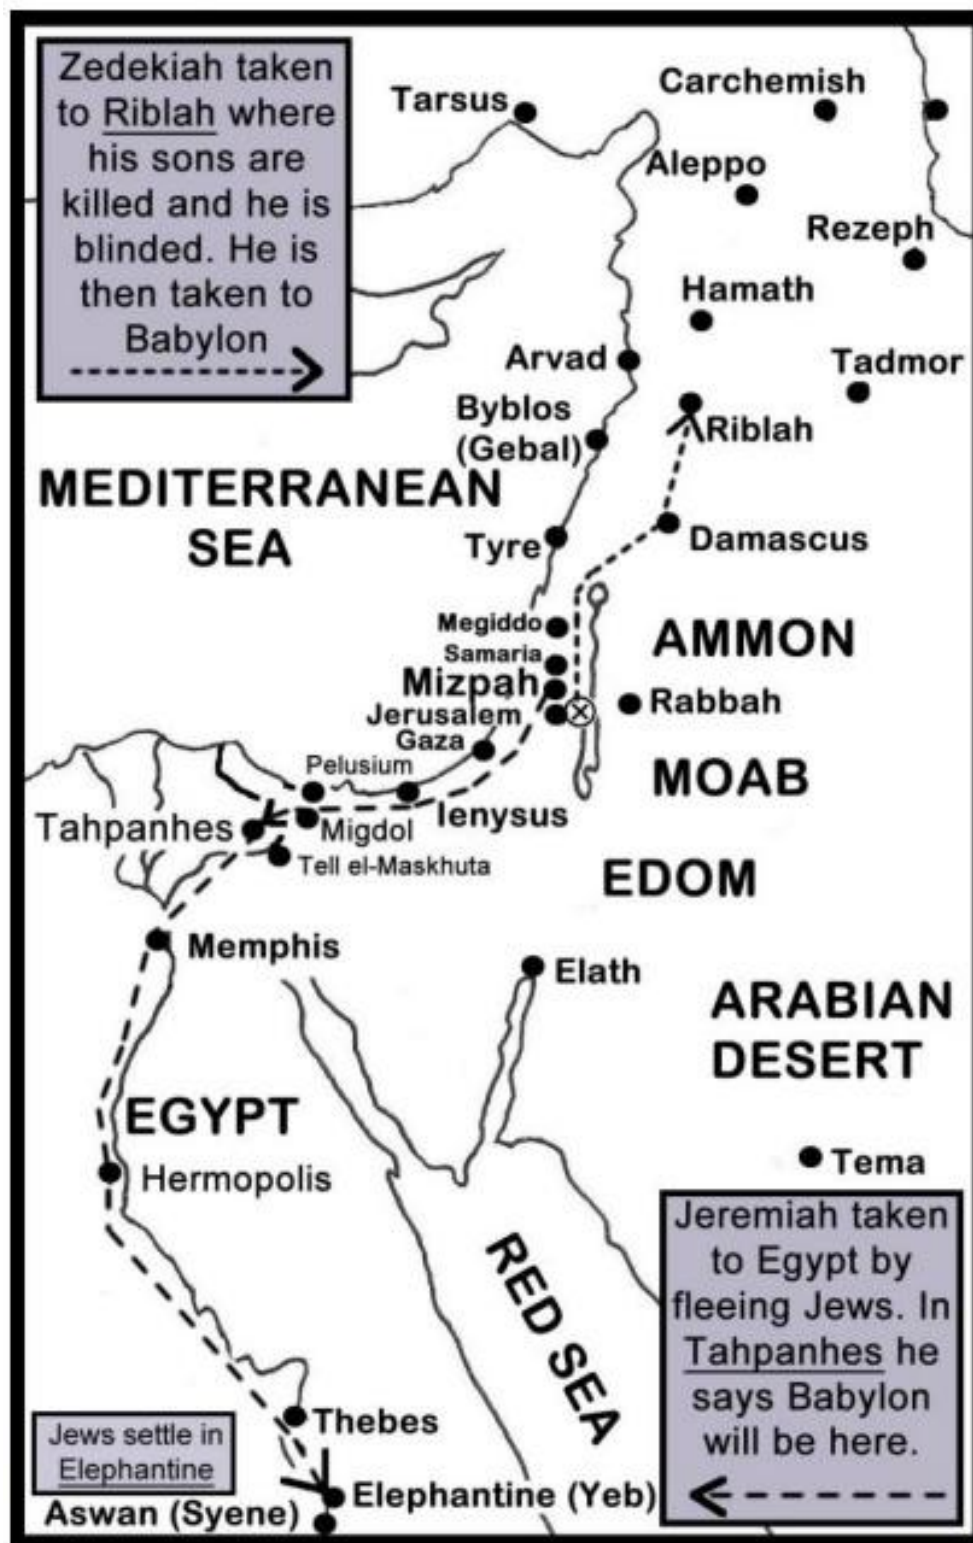 Zedekiah taken
to Riblah where
his sons are
killed and he is
blinded. He is
then taken to
Babylon
Tarsus
Carchemish
Aleppo
Rezeph
Hamath
Arvad
Tadmor
Byblos
(Gebal)
Riblah
MEDITERRANEAN
SEA
Tyre
Damascus
Megiddo
AMMON
Samaria
Mizpah
Rabbah
Jerusalem
Gaza
Pelusium
MOAB
Ienysus
Tahpanhes
Migdol
Tell el-Maskhuta
EDOM
Memphis
Elath
ARABIAN
DESERT
EGYPT
Tema
Hermopolis
RED SEA
Jeremiah taken
to Egypt by
fleeing Jews. In
Tahpanhes he
says Babylon
will be here.
Thebes
Jews settle in
Elephantine
Elephantine (Yeb)
Aswan (Syene)